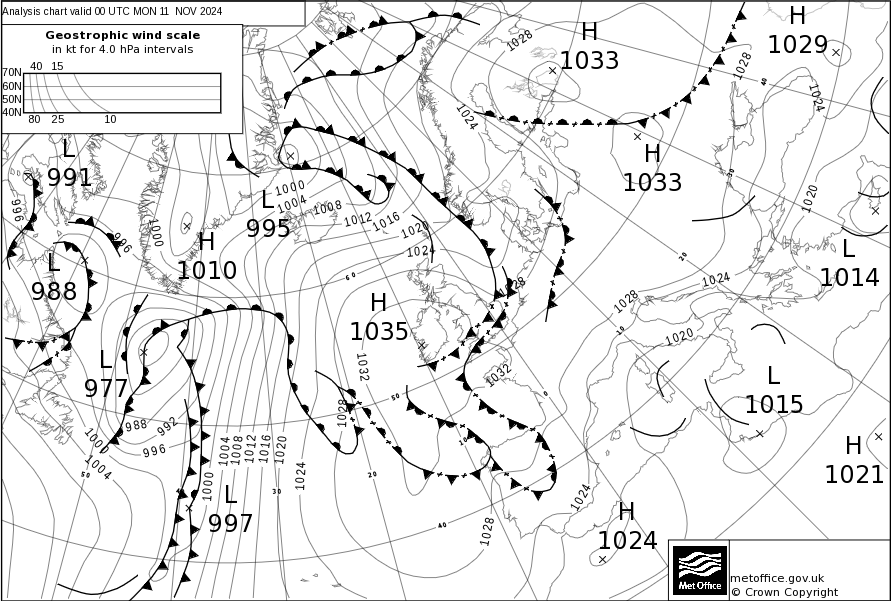 Analysis chart valid 00 UTC MON 11 NOV 2024
Geostrophic wind scale
in kt for 4.0 hPa intervals
40 15
70N
60N
50N
40N
80 25 10
H
1033
H
1029
1028
1028
1024
1024
40
H
1033
L
991
996
996
1000
L
995
1000
1004
1008
1012
1016
1020
1024
H
1010
L
988
30
1020
20
L
1014
60
H
1035
1028
1024
1028
10
1020
L
977
1032
1032
0
L
1015
50
1028
988
992
996
1000
1004
50
1000
1004
1008
1012
1016
1020
1024
10
20
30
H
1021
L
997
40
1028
1024
H
1024
Met Office
metoffice.gov.uk
© Crown Copyright